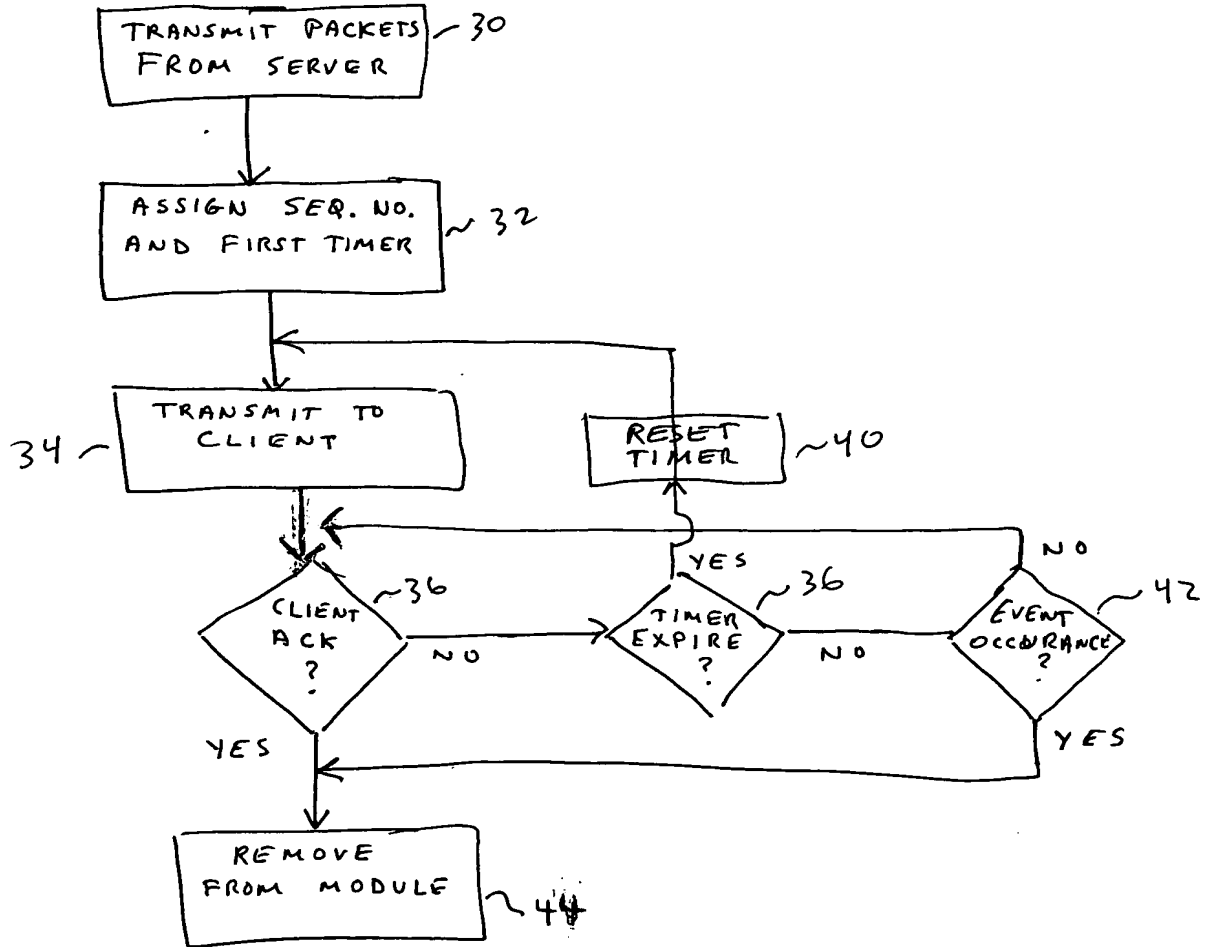 TRANSMIT PACKETS
FROM SERVER
30
ASSIGN SEQ. NO.
AND FIRST TIMER
32
TRANSMIT TO
CLIENT
34
RESET
TIMER
40
CLIENT
ACK
?
36
NO
YES
TIMER
EXPIRE
?
36
YES
NO
EVENT
OCCURANCE
?
42
NO
YES
REMOVE
FROM MODULE
44